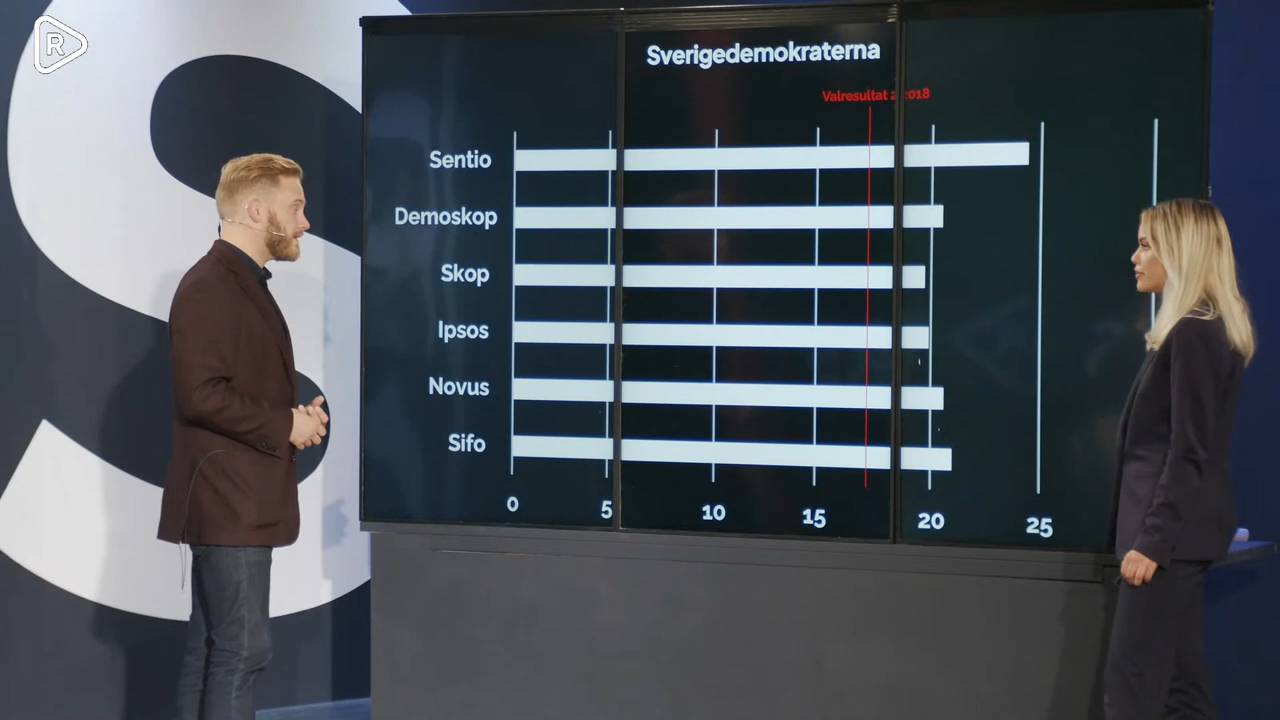 R
Sverigedemokraterna
Valresultat 2018
Sentio
Demoskop
Skop
Ipsos
Novus
Sifo
0 5 10 15 20 25